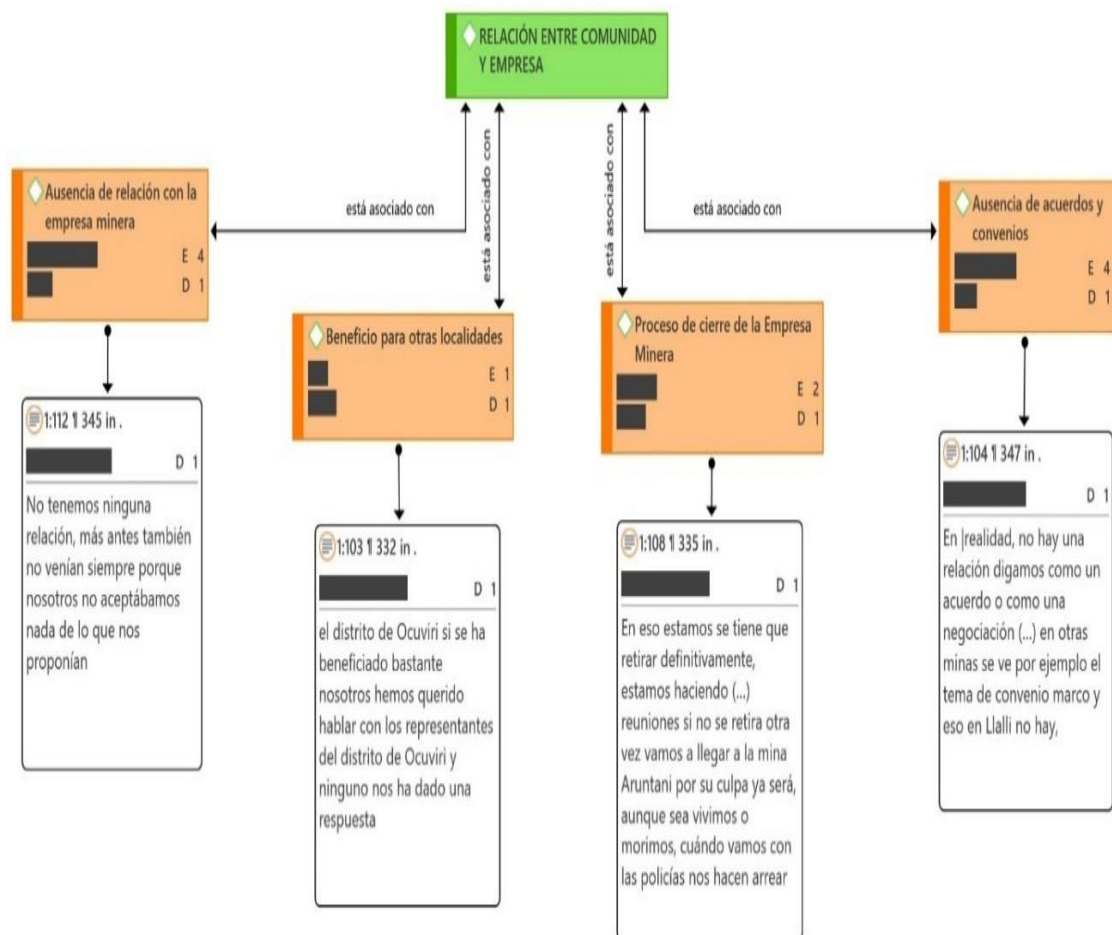 RELACIÓN ENTRE COMUNIDAD
Y EMPRESA
está asociado con
está asociado con
está asociado con
está asociado con
Ausencia de relación con la
empresa minera
E 4
D 1
Beneficio para otras localidades
E 1
D 1
Proceso de cierre de la Empresa
Minera
E 2
D 1
Ausencia de acuerdos y
convenios
E 4
D 1
1:112 ¶ 345 in .
D 1
No tenemos ninguna
relación, más antes también
no venían siempre porque
nosotros no aceptábamos
nada de lo que nos
proponían
1:103 ¶ 332 in .
D 1
el distrito de Ocuviri si se ha
beneficiado bastante
nosotros hemos querido
hablar con los representantes
del distrito de Ocuviri y
ninguno nos ha dado una
respuesta
1:108 ¶ 335 in .
D 1
En eso estamos se tiene que
retirar definitivamente,
estamos haciendo (...)
reuniones si no se retira otra
vez vamos a llegar a la mina
Aruntani por su culpa ya será,
aunque sea vivimos o
morimos, cuándo vamos con
las policías nos hacen arrear
1:104 ¶ 347 in .
D 1
En |realidad, no hay una
relación digamos como un
acuerdo o como una
negociación (...) en otras
minas se ve por ejemplo el
tema de convenio marco y
eso en Llalli no hay,